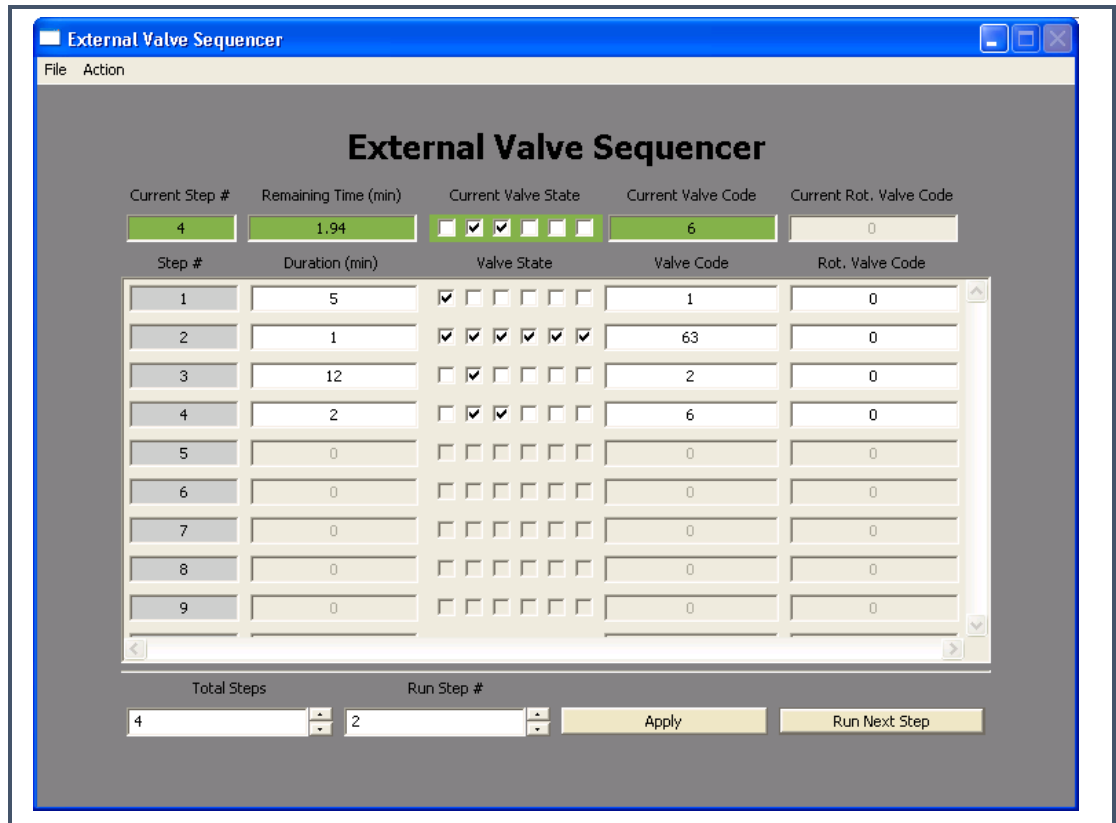 External Valve Sequencer
File Action
External Valve Sequencer
Current Step # Remaining Time (min) Current Valve State Current Valve Code Current Rot. Valve Code
4 1.94 6 0
Step # Duration (min) Valve State Valve Code Rot. Valve Code
1 5 1 0
2 1 63 0
3 12 2 0
4 2 6 0
5 0 0 0
6 0 0 0
7 0 0 0
8 0 0 0
9 0 0 0
Total Steps Run Step #
4 2 Apply Run Next Step